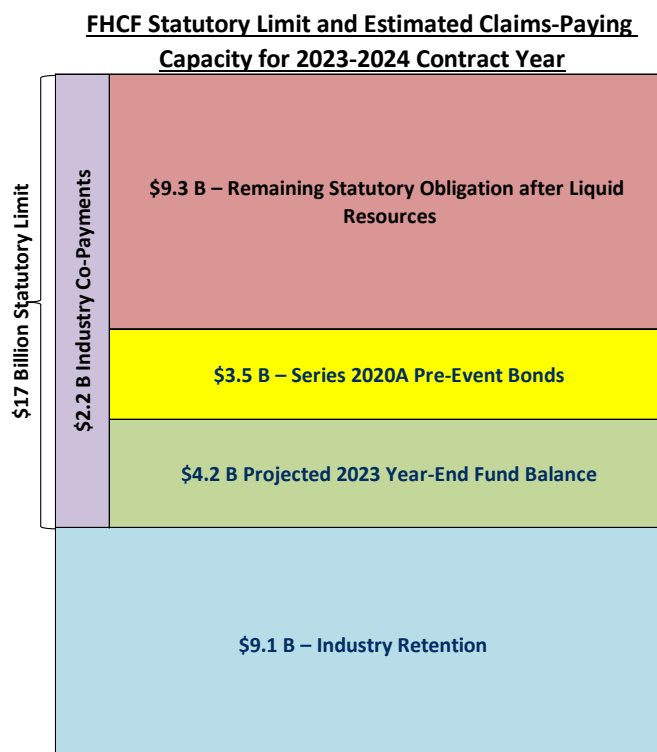 FHCF Statutory Limit and Estimated Claims-Paying
Capacity for 2023-2024 Contract Year
$17 Billion Statutory Limit
$2.2 B Industry Co-Payments
$9.3 B – Remaining Statutory Obligation after Liquid
Resources
$3.5 B – Series 2020A Pre-Event Bonds
$4.2 B Projected 2023 Year-End Fund Balance
$9.1 B – Industry Retention